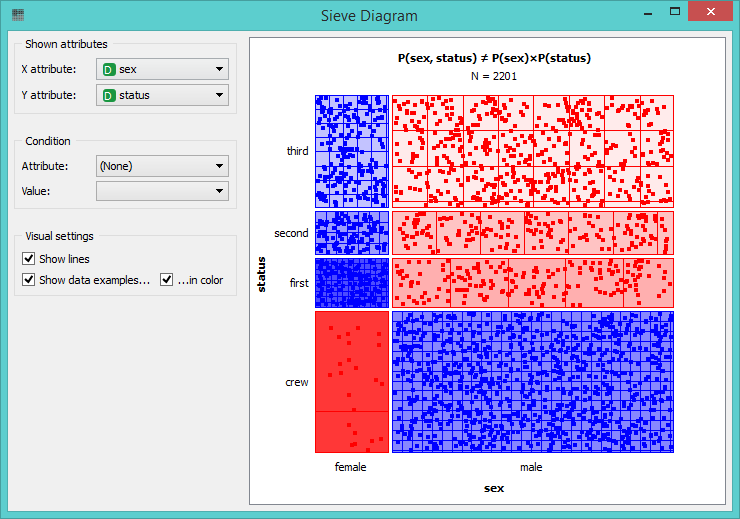 Sieve Diagram
Shown attributes
X attribute: D sex
Y attribute: D status
Condition
Attribute: (None)
Value:
Visual settings
Show lines
Show data examples... ...in color
P(sex, status) ≠ P(sex)×P(status)
N = 2201
third
second
first
crew
status
female male
sex